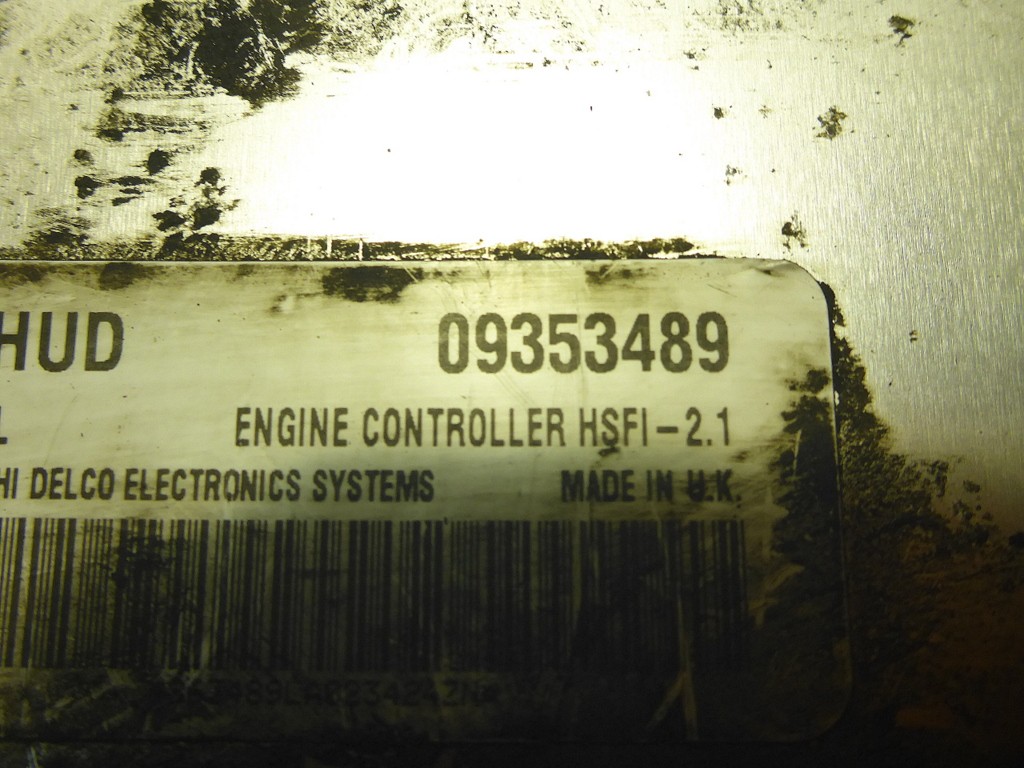 HUD 09353489
ENGINE CONTROLLER HSFI-2.1
HI DELCO ELECTRONICS SYSTEMS MADE IN U.K.